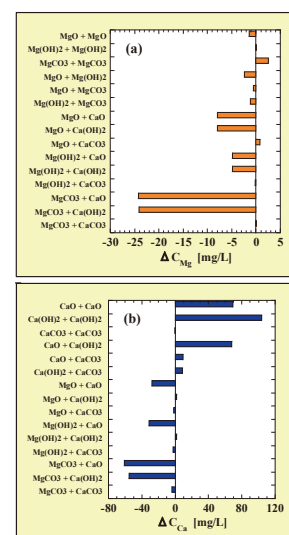 (a)
MgO + MgO
Mg(OH)2 + Mg(OH)2
MgCO3 + MgCO3
MgO + Mg(OH)2
MgO + MgCO3
Mg(OH)2 + MgCO3
MgO + CaO
MgO + Ca(OH)2
MgO + CaCO3
Mg(OH)2 + CaO
Mg(OH)2 + Ca(OH)2
Mg(OH)2 + CaCO3
MgCO3 + CaO
MgCO3 + Ca(OH)2
MgCO3 + CaCO3
-30 -25 -20 -15 -10 -5 0 5
Δ C_Mg [mg/L]
(b)
CaO + CaO
Ca(OH)2 + Ca(OH)2
CaCO3 + CaCO3
CaO + Ca(OH)2
CaO + CaCO3
Ca(OH)2 + CaCO3
MgO + CaO
MgO + Ca(OH)2
MgO + CaCO3
Mg(OH)2 + CaO
Mg(OH)2 + Ca(OH)2
Mg(OH)2 + CaCO3
MgCO3 + CaO
MgCO3 + Ca(OH)2
MgCO3 + CaCO3
-80 -40 0 40 80 120
Δ C_Ca [mg/L]